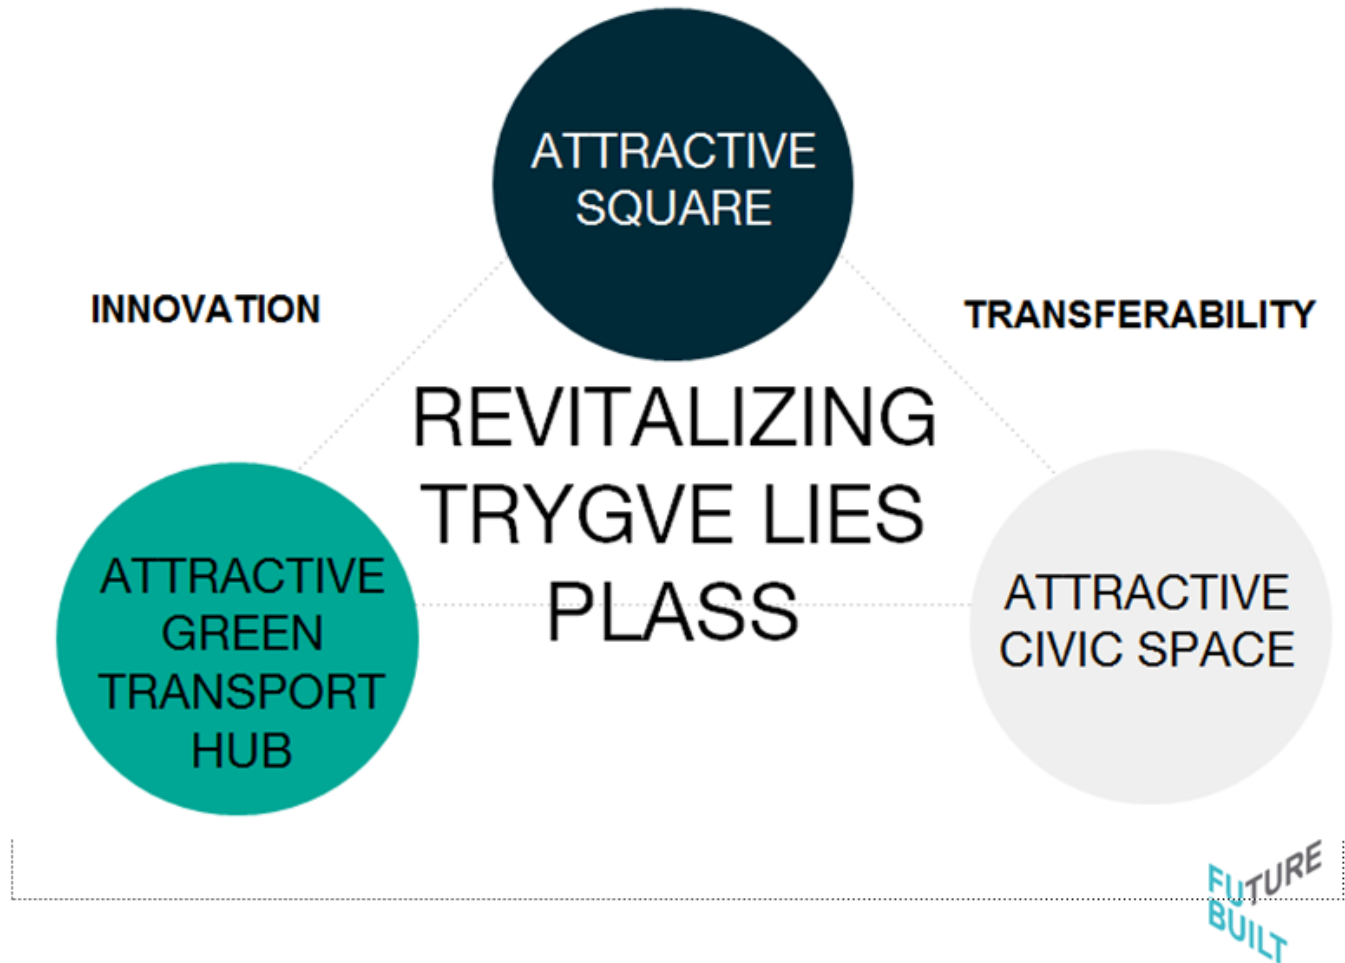 ATTRACTIVE
SQUARE
INNOVATION
TRANSFERABILITY
REVITALIZING
TRYGVE LIES
PLASS
ATTRACTIVE
GREEN
TRANSPORT
HUB
ATTRACTIVE
CIVIC SPACE
FUTURE
BUILT